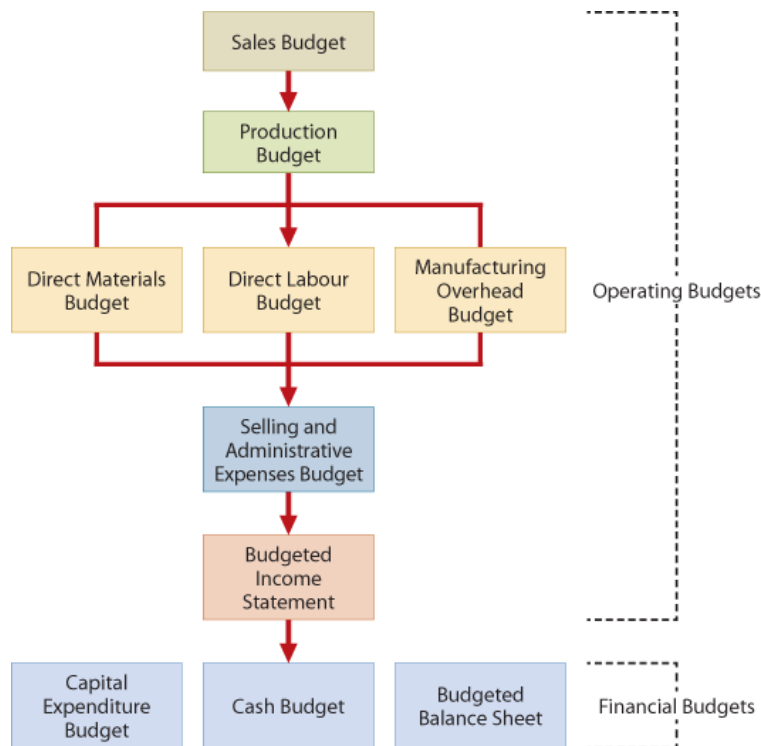 Sales Budget
Production
Budget
Direct Materials
Budget
Direct Labour
Budget
Manufacturing
Overhead
Budget
Operating Budgets
Selling and
Administrative
Expenses Budget
Budgeted
Income
Statement
Capital
Expenditure
Budget
Cash Budget
Budgeted
Balance Sheet
Financial Budgets